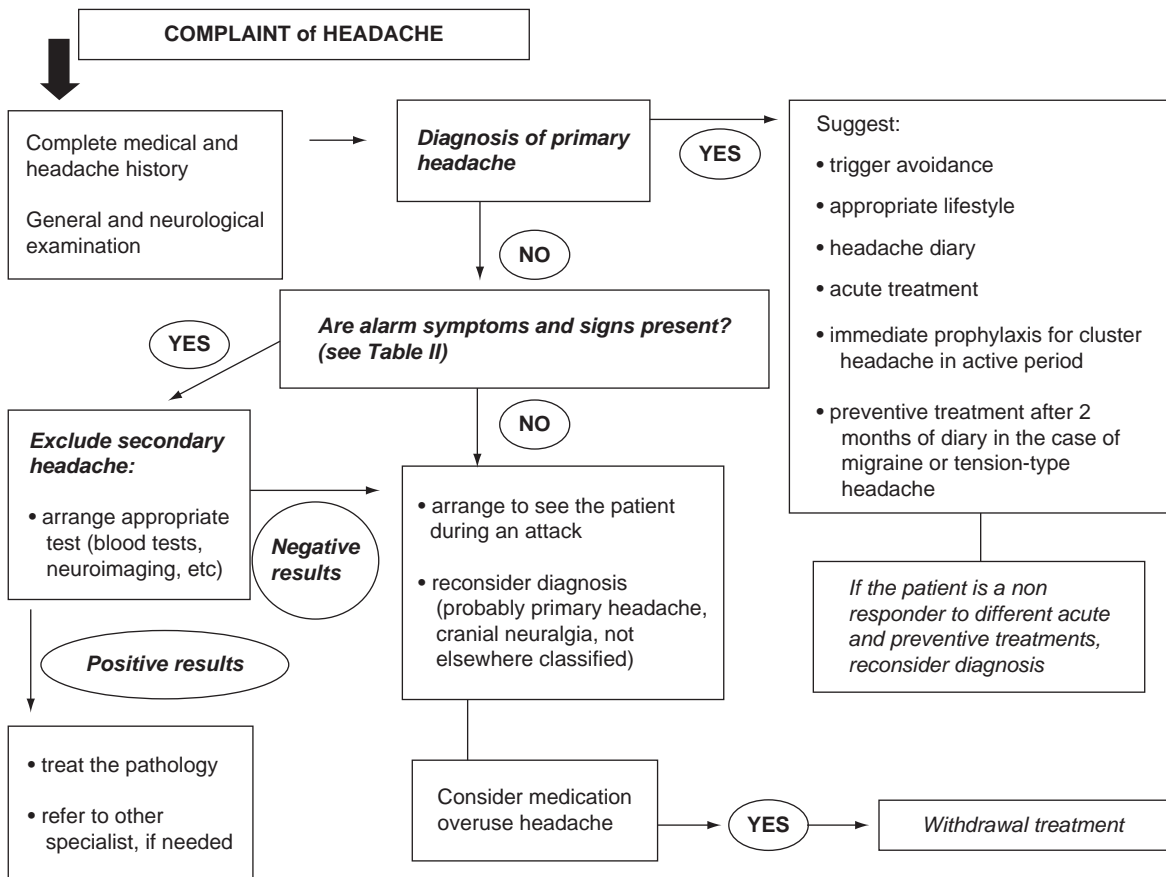 COMPLAINT of HEADACHE
Complete medical and
headache history
General and neurological
examination
Diagnosis of primary
headache
YES
Suggest:
• trigger avoidance
• appropriate lifestyle
• headache diary
• acute treatment
• immediate prophylaxis for cluster
headache in active period
• preventive treatment after 2
months of diary in the case of
migraine or tension-type
headache
NO
Are alarm symptoms and signs present?
(see Table II)
YES
NO
Exclude secondary
headache:
• arrange appropriate
test (blood tests,
neuroimaging, etc)
Negative
results
• arrange to see the patient
during an attack
• reconsider diagnosis
(probably primary headache,
cranial neuralgia, not
elsewhere classified)
If the patient is a non
responder to different acute
and preventive treatments,
reconsider diagnosis
Positive results
• treat the pathology
• refer to other
specialist, if needed
Consider medication
overuse headache
YES
Withdrawal treatment